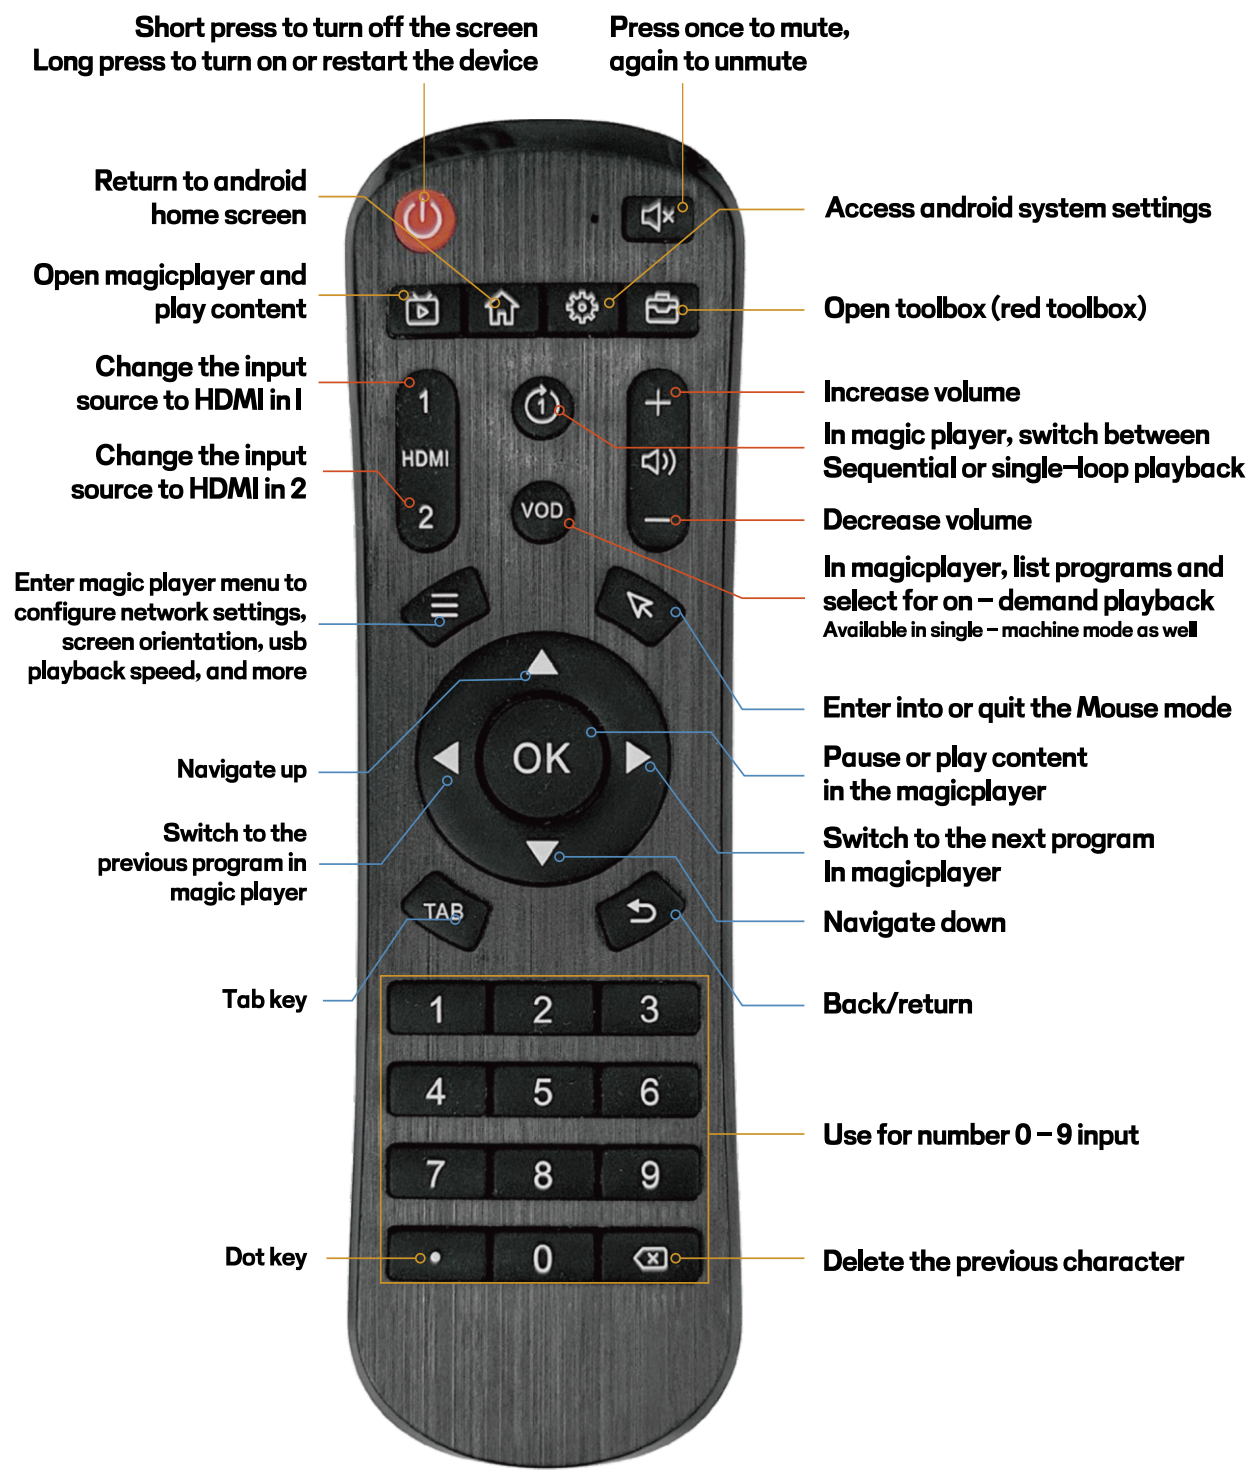 Short press to turn off the screen
Long press to turn on or restart the device
Press once to mute,
again to unmute
Return to android
home screen
Access android system settings
Open magicplayer and
play content
Open toolbox (red toolbox)
Change the input
source to HDMI in 1
Increase volume
In magic player, switch between
Sequential or single-loop playback
Change the input
source to HDMI in 2
Decrease volume
In magicplayer, list programs and
select for on - demand playback
Available in single - machine mode as well
Enter magic player menu to
configure network settings,
screen orientation, usb
playback speed, and more
Enter into or quit the Mouse mode
Navigate up
Pause or play content
in the magicplayer
Switch to the
previous program in
magic player
Switch to the next program
In magicplayer
Navigate down
Tab key
Back/return
Use for number 0 - 9 input
Dot key
Delete the previous character
1
HDMI
2
1
VOD
OK
TAB
1 2 3
4 5 6
7 8 9
• 0